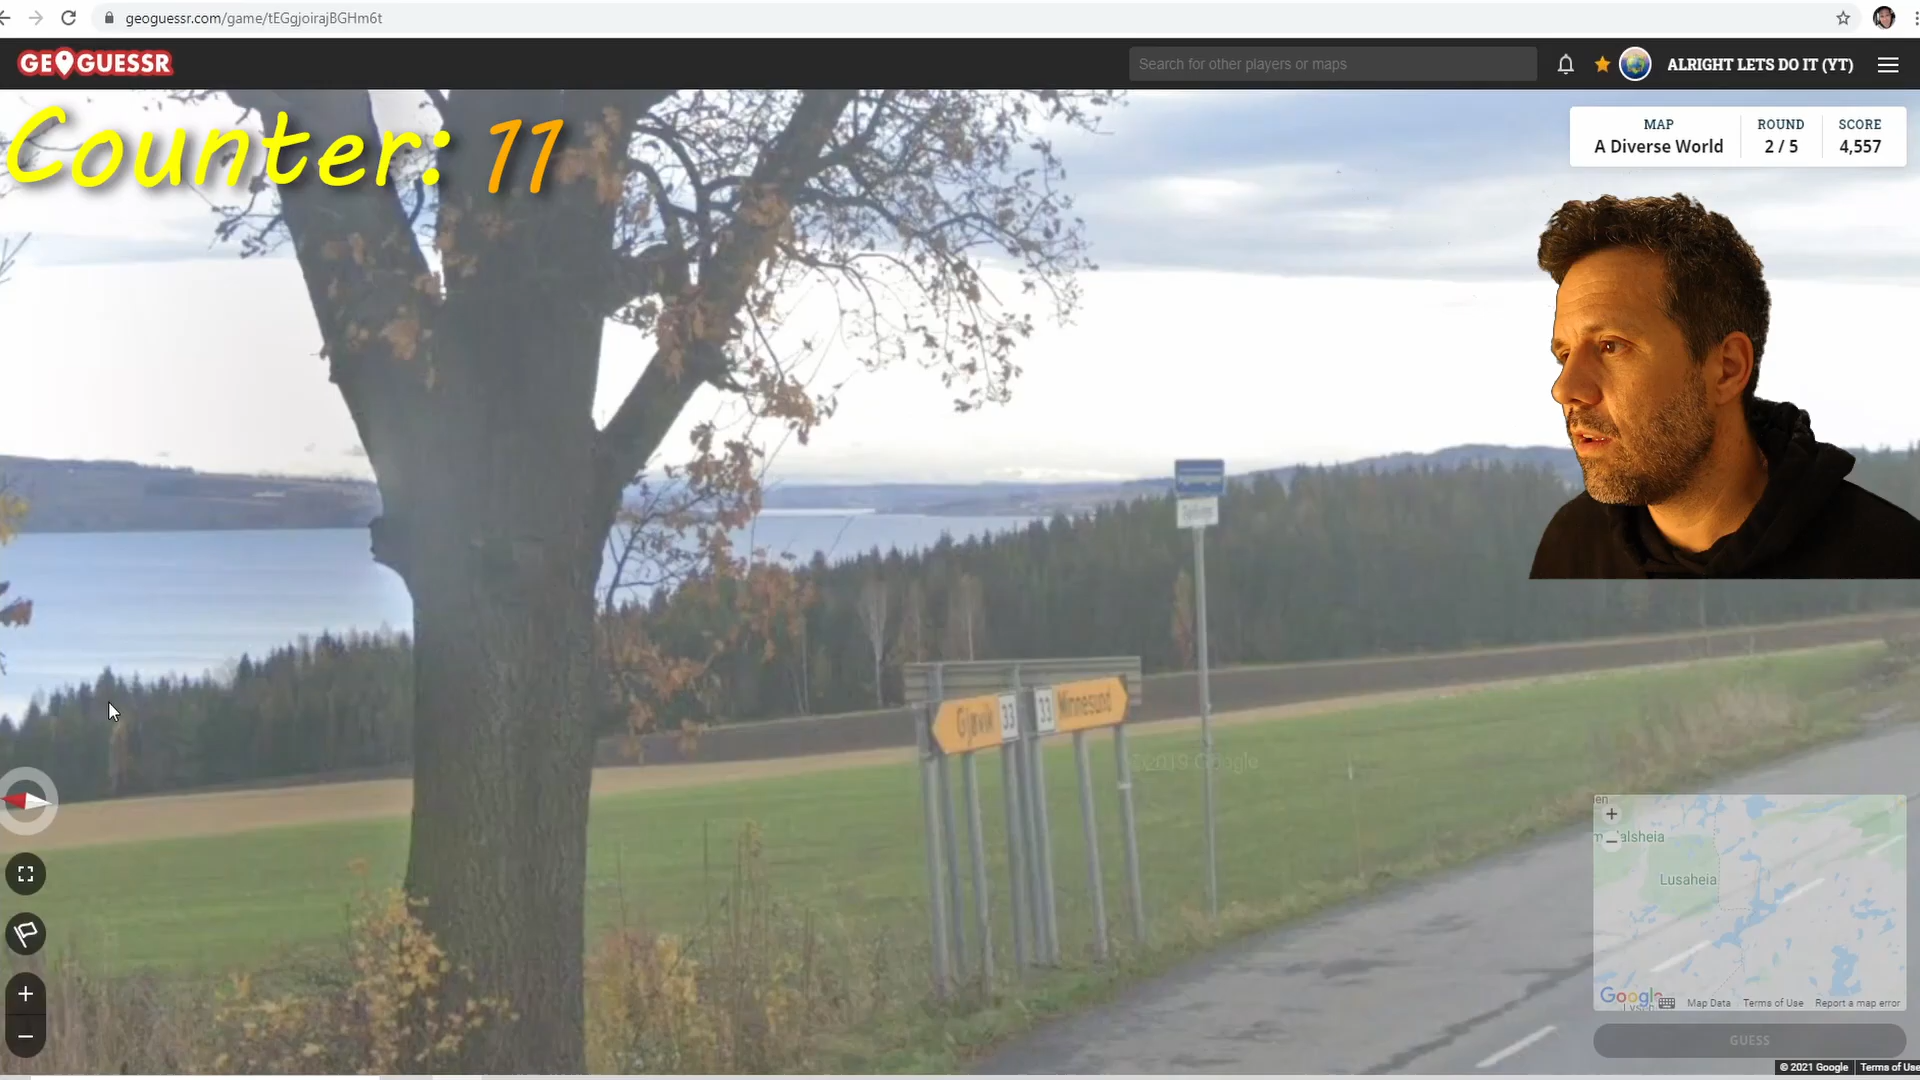 geoguessr.com/game/tEGgjoirajBGHm6t
GEOGUESSR
Search for other players or maps
ALRIGHT LETS DO IT (YT)
Counter: 11
MAP
A Diverse World
ROUND
2 / 5
SCORE
4,557
Gjøvik 33
33 Minnesund
©2019 Google
Lusaheia
Google
Map Data
Terms of Use
Report a map error
GUESS
© 2021 Google
Terms of Use